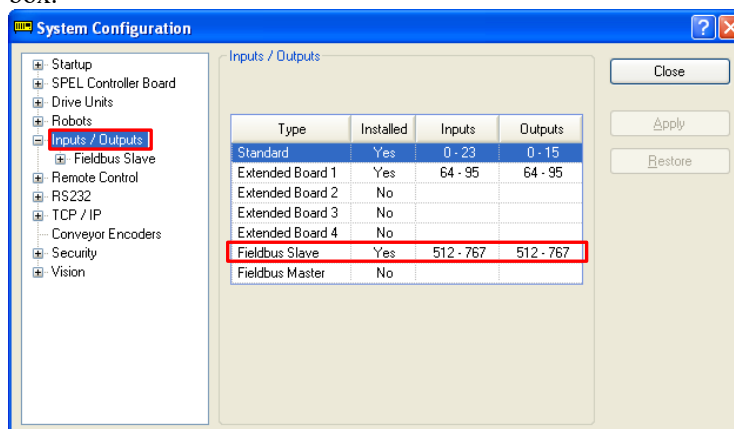 box.
System Configuration
Startup
SPEL Controller Board
Drive Units
Robots
Inputs / Outputs
Fieldbus Slave
Remote Control
RS232
TCP / IP
Conveyor Encoders
Security
Vision
Inputs / Outputs
Type Installed Inputs Outputs
Standard Yes 0 - 23 0 - 15
Extended Board 1 Yes 64 - 95 64 - 95
Extended Board 2 No
Extended Board 3 No
Extended Board 4 No
Fieldbus Slave Yes 512 - 767 512 - 767
Fieldbus Master No
Close
Apply
Restore